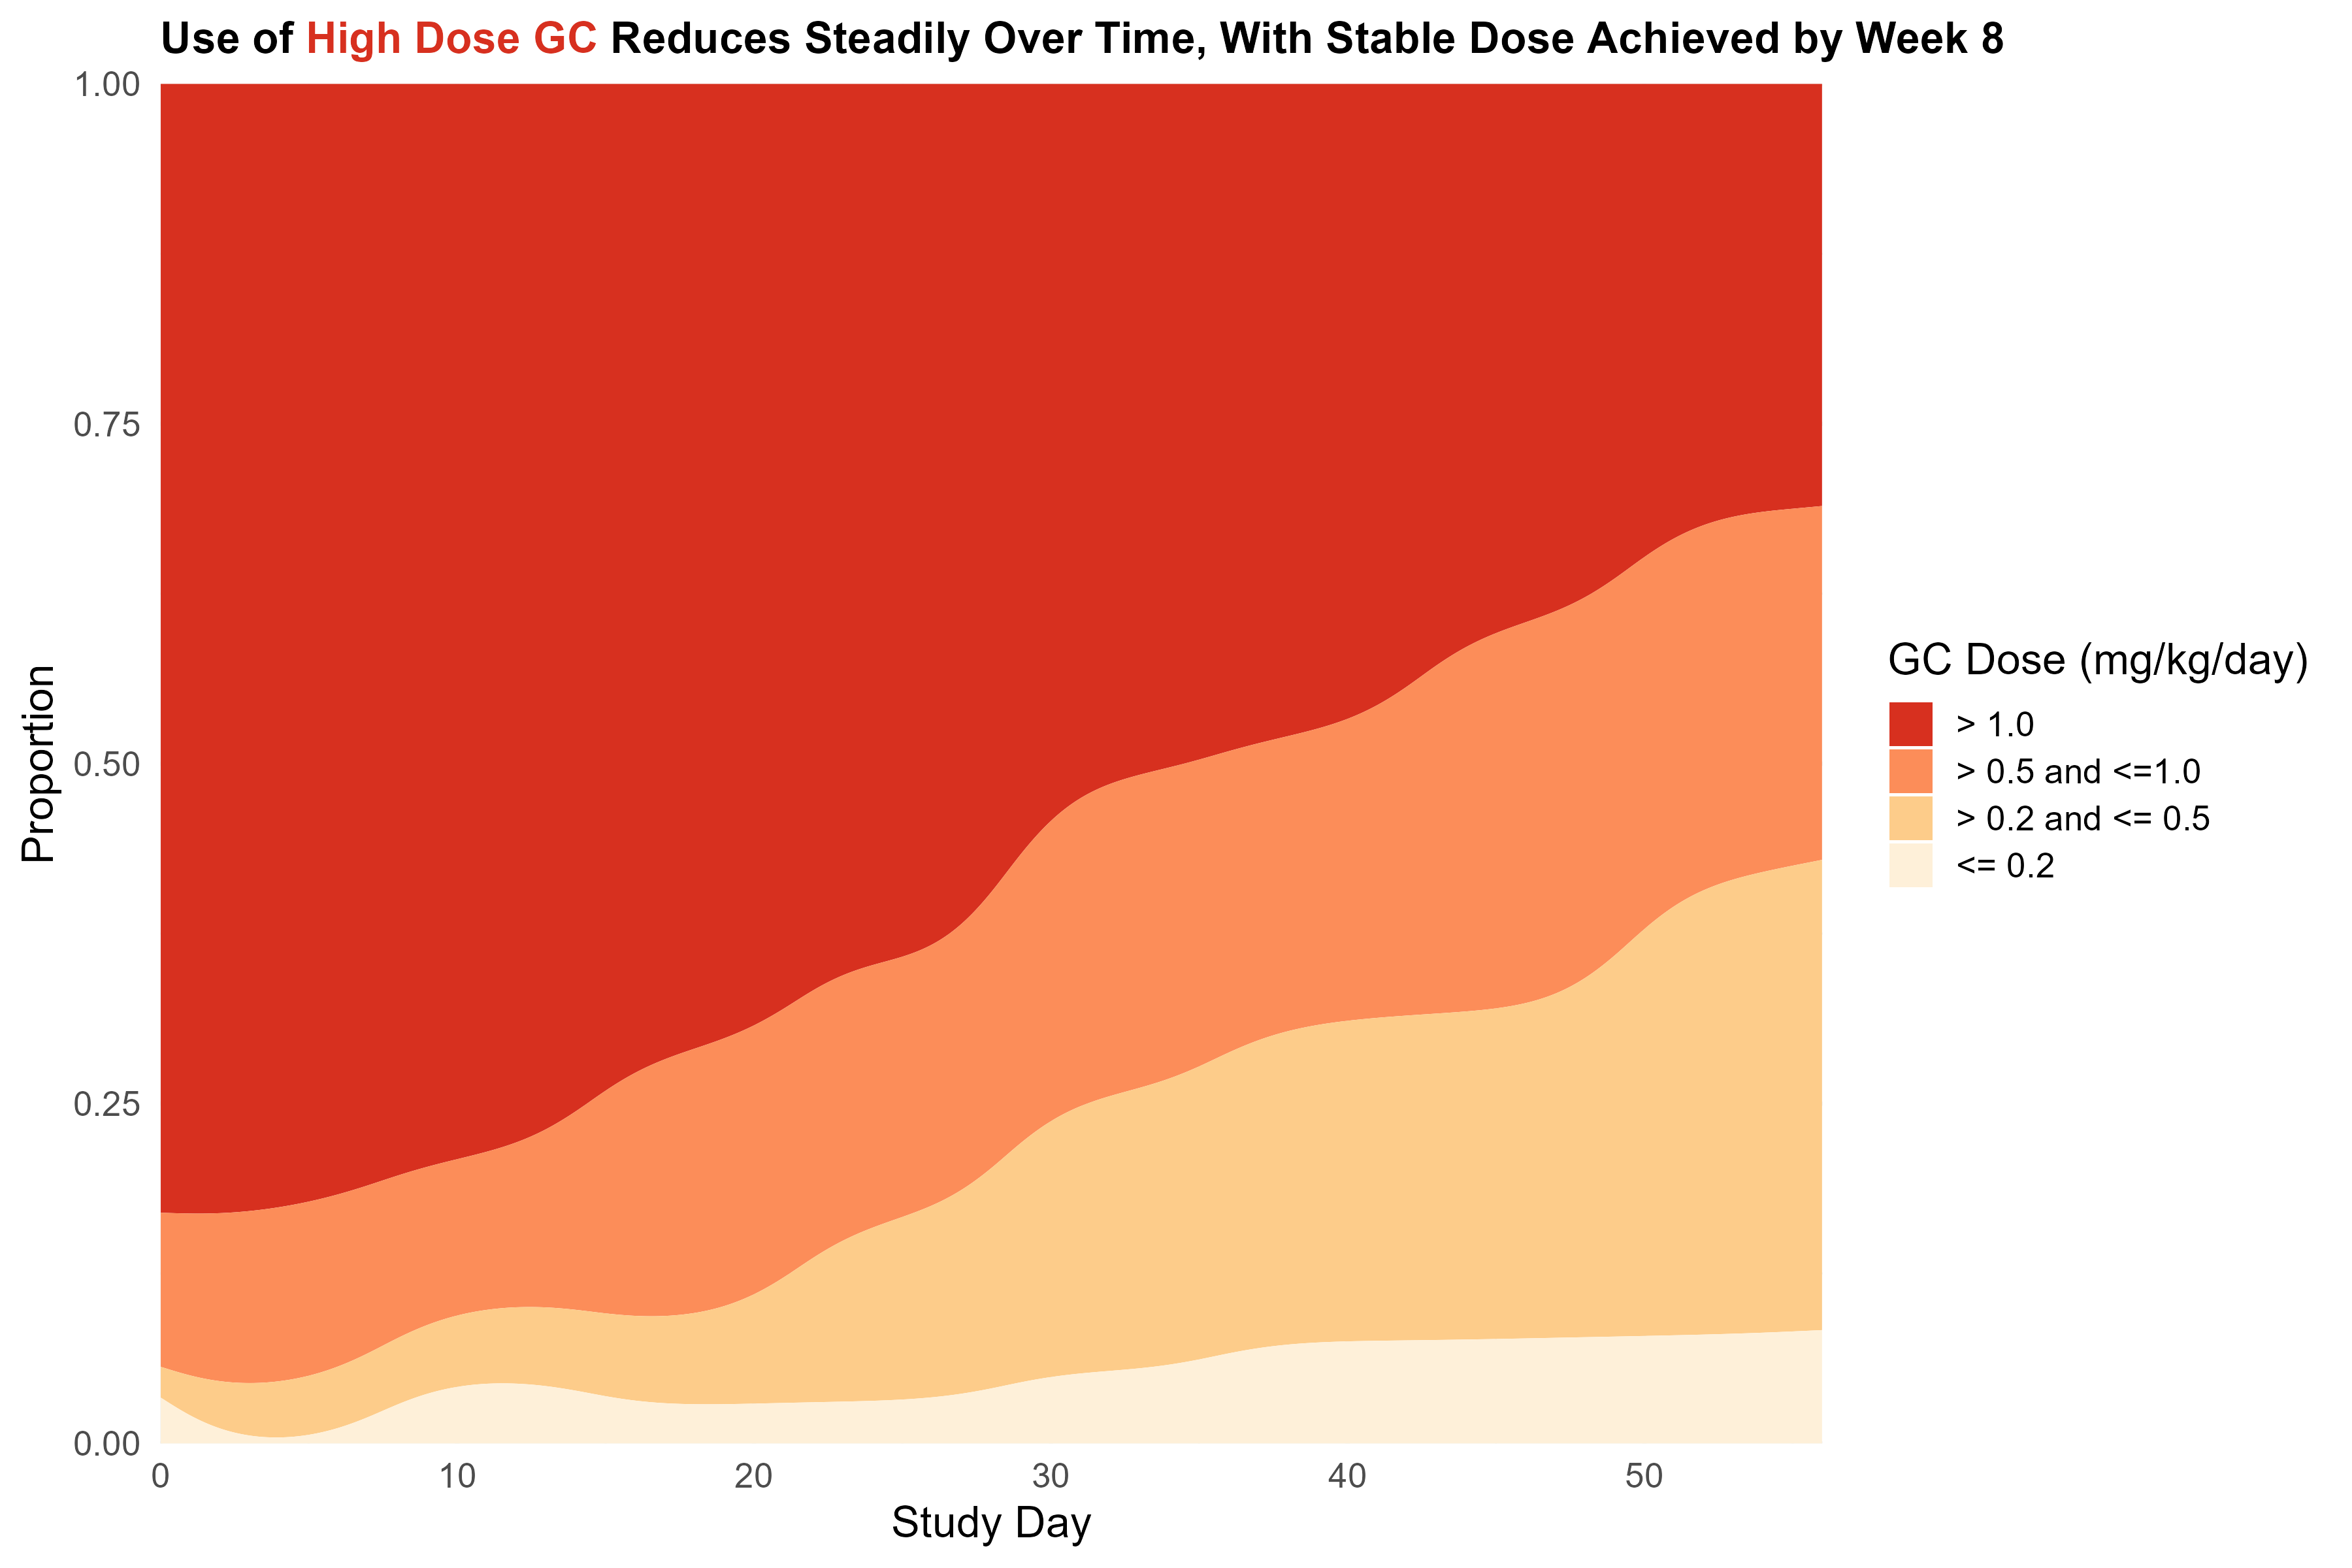 Use of High Dose GC Reduces Steadily Over Time, With Stable Dose Achieved by Week 8
1.00
0.75
0.50
0.25
0.00
Proportion
0 10 20 30 40 50
Study Day
GC Dose (mg/kg/day)
> 1.0
> 0.5 and <=1.0
> 0.2 and <= 0.5
<= 0.2